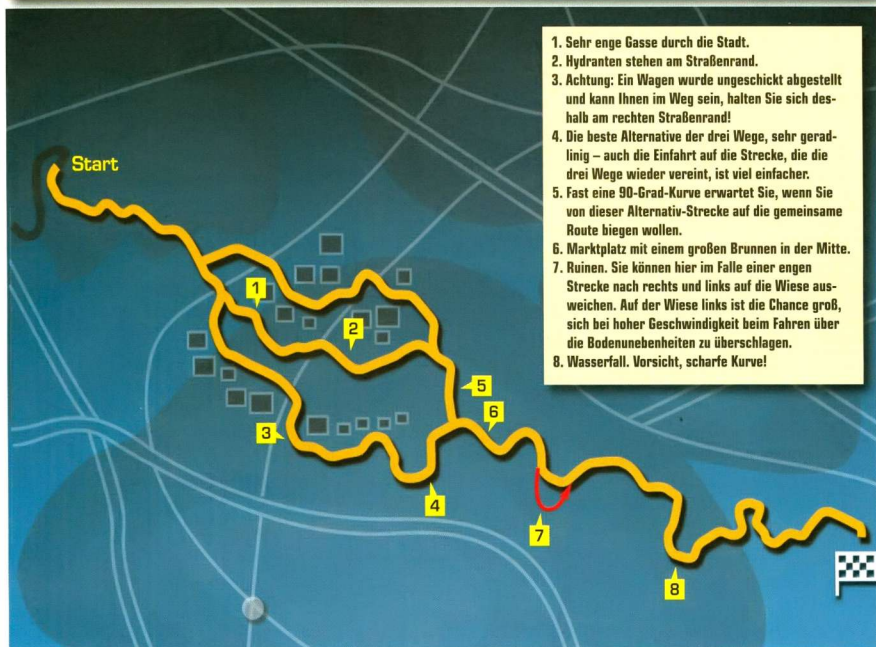 Start
1
2
3
4
5
6
7
8
1. Sehr enge Gasse durch die Stadt.
2. Hydranten stehen am Straßenrand.
3. Achtung: Ein Wagen wurde ungeschickt abgestellt
und kann Ihnen im Weg sein, halten Sie sich des-
halb am rechten Straßenrand!
4. Die beste Alternative der drei Wege, sehr gerad-
linig – auch die Einfahrt auf die Strecke, die die
drei Wege wieder vereint, ist viel einfacher.
5. Fast eine 90-Grad-Kurve erwartet Sie, wenn Sie
von dieser Alternativ-Strecke auf die gemeinsame
Route biegen wollen.
6. Marktplatz mit einem großen Brunnen in der Mitte.
7. Ruinen. Sie können hier im Falle einer engen
Strecke nach rechts und links auf die Wiese aus-
weichen. Auf der Wiese links ist die Chance groß,
sich bei hoher Geschwindigkeit beim Fahren über
die Bodenunebenheiten zu überschlagen.
8. Wasserfall. Vorsicht, scharfe Kurve!